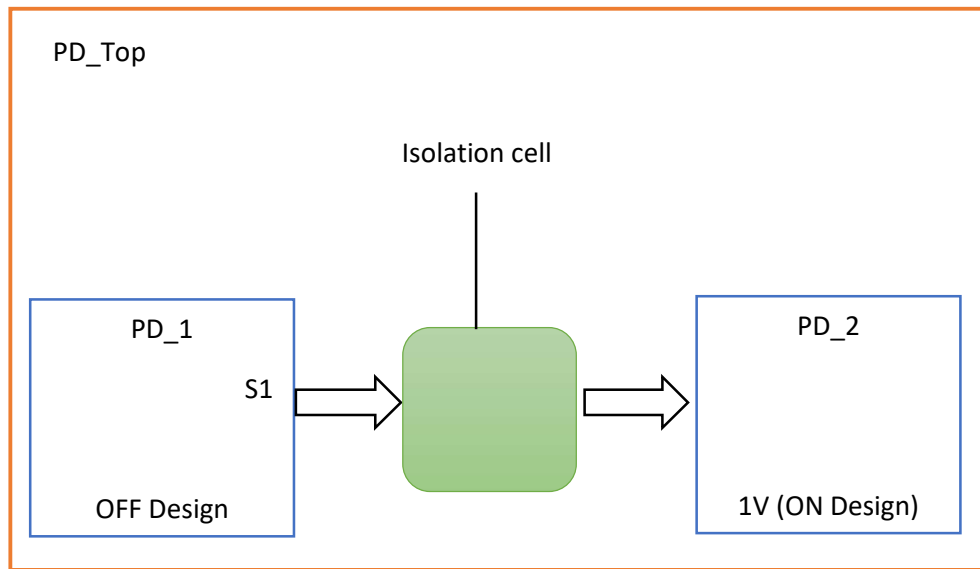 PD_Top
Isolation cell
PD_1
PD_2
S1
OFF Design
1V (ON Design)